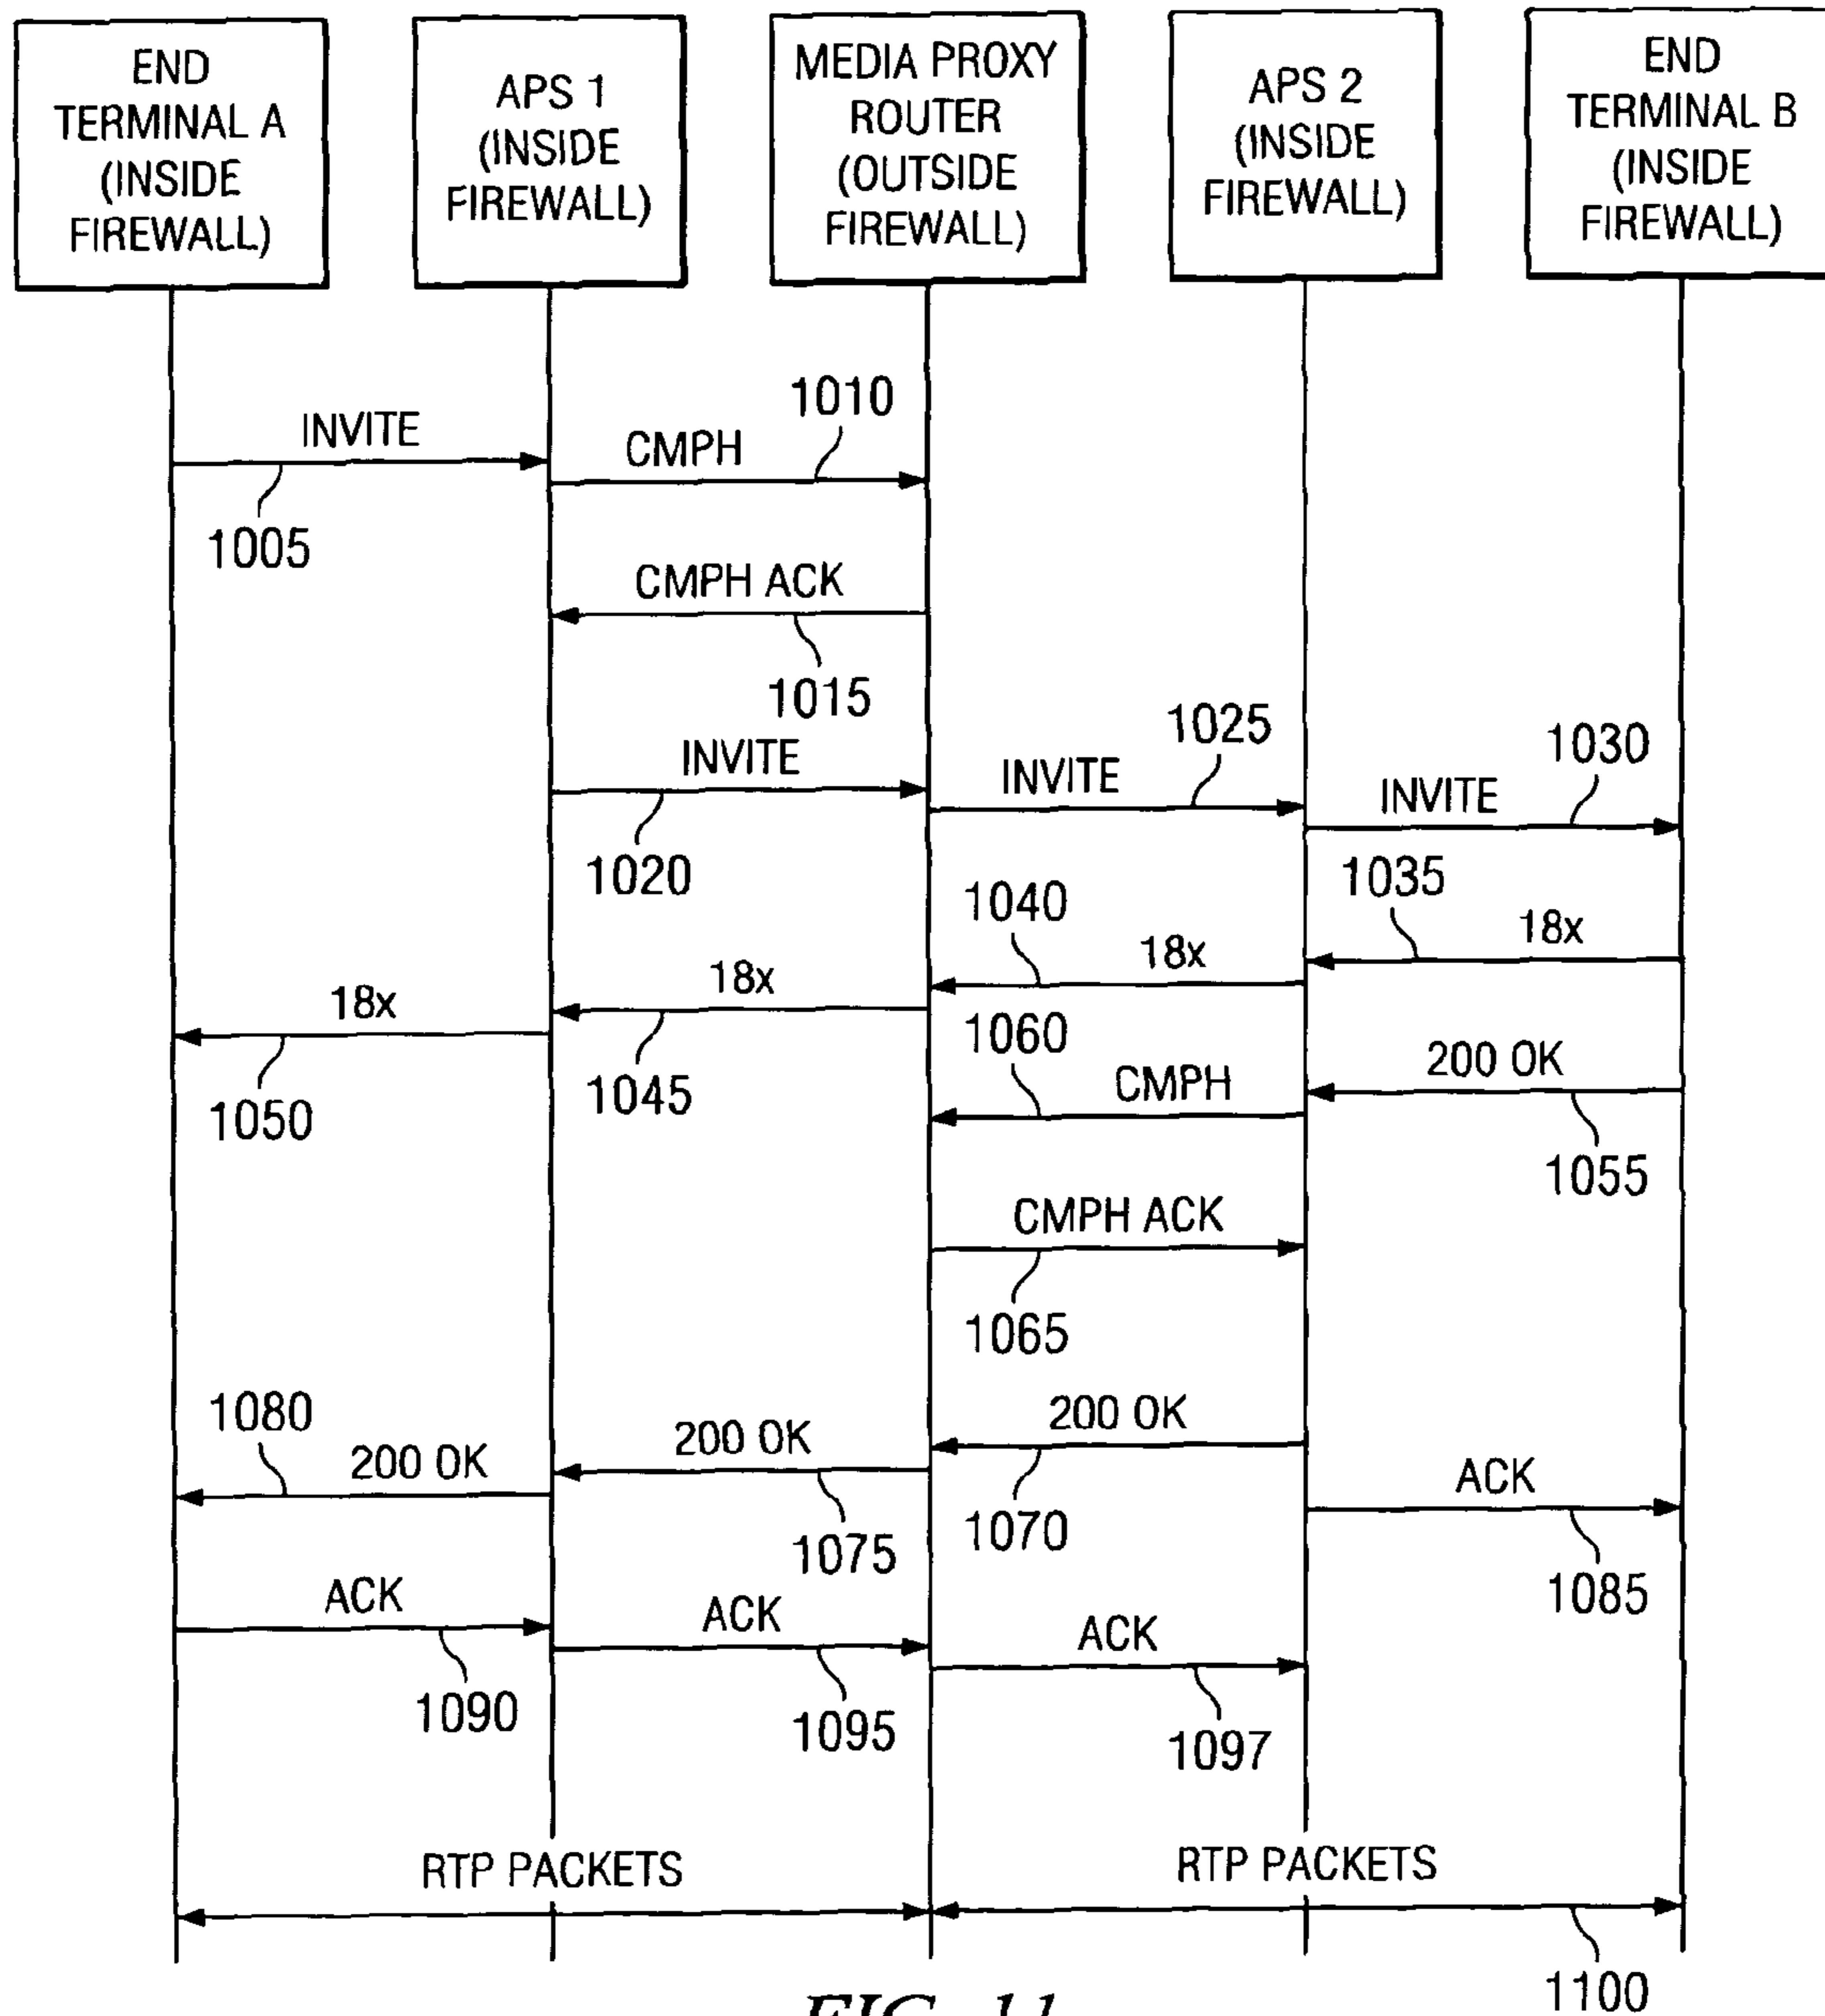 END
TERMINAL A
(INSIDE
FIREWALL)
APS 1
(INSIDE
FIREWALL)
MEDIA PROXY
ROUTER
(OUTSIDE
FIREWALL)
APS 2
(INSIDE
FIREWALL)
END
TERMINAL B
(INSIDE
FIREWALL)
INVITE
1005
CMPH
1010
CMPH ACK
1015
INVITE
1020
INVITE
1025
INVITE
1030
18x
1035
18x
1040
18x
1045
18x
1050
200 OK
1055
CMPH
1060
CMPH ACK
1065
200 OK
1070
200 OK
1075
200 OK
1080
ACK
1085
ACK
1090
ACK
1095
ACK
1097
RTP PACKETS
RTP PACKETS
1100
FIG. 11